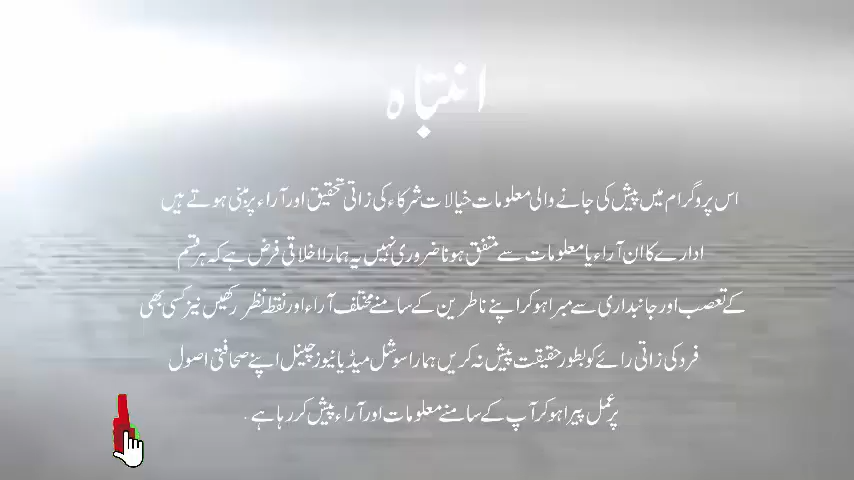 انتباہ
اس پروگرام میں پیش کی جانے والی معلومات خیالات شرکاء کی زاتی تحقیق اور آراء پر مبنی ہوتے ہیں
ادارے کا ان آراء یا معلومات سے متفق ہونا ضروری نہیں یہ ہمارا اخلاقی فرض ہے کہ ہر قسم
کے تعصب اور جانبداری سے مبرا ہو کر اپنے ناظرین کے سامنے مختلف آراء اور نقطہ نظر رکھیں نیز کسی بھی
فرد کی زاتی رائے کو بطور حقیقت پیش نہ کریں ہمارا سوشل میڈیا نیوز چینل اپنے صحافتی اصول
پر عمل پیرا ہو کر آپ کے سامنے معلومات اور آراء پیش کر رہا ہے .